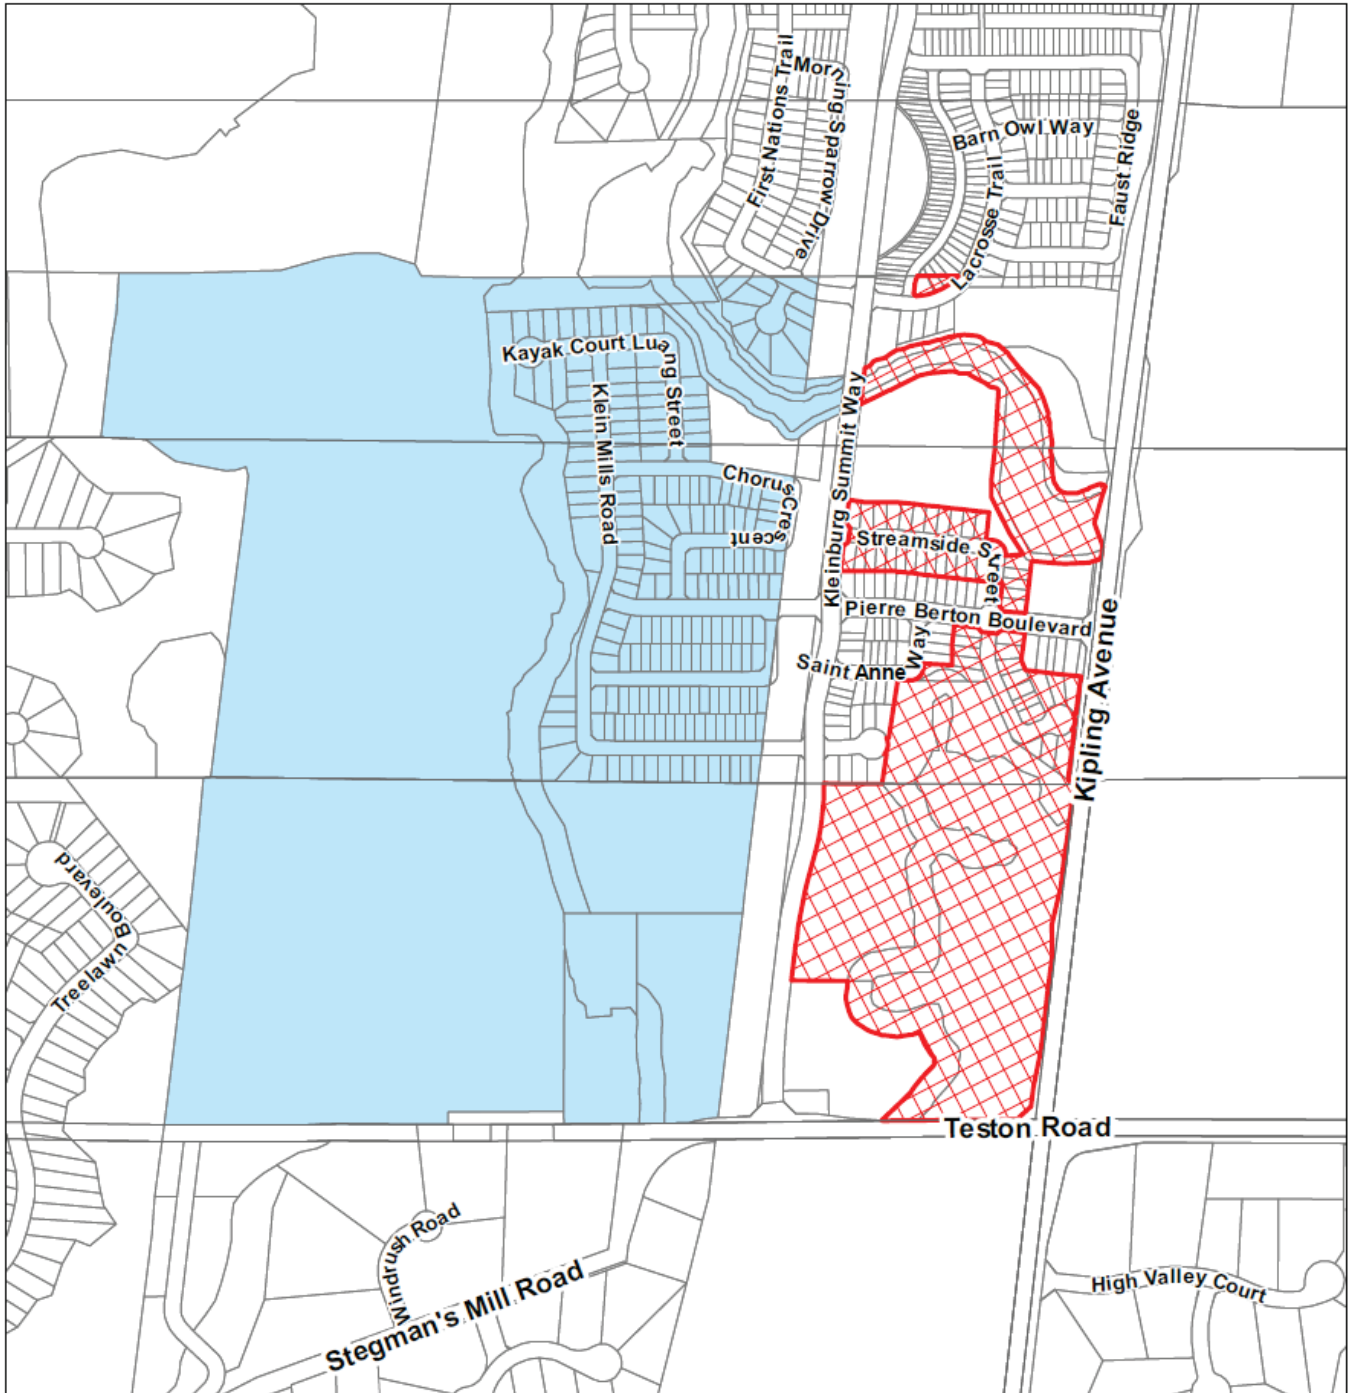 First Nations Trail
Morning Sparrow Drive
Barn Owl Way
Faust Ridge
Lacrosse Trail
Kayak Court
Luang Street
Klein Mills Road
Chorus Crescent
Kleinburg Summit Way
Streamside Street
Pierre Berton Boulevard
Saint Anne Way
Kipling Avenue
Treelawn Boulevard
Teston Road
Windrush Road
Stegman's Mill Road
High Valley Court